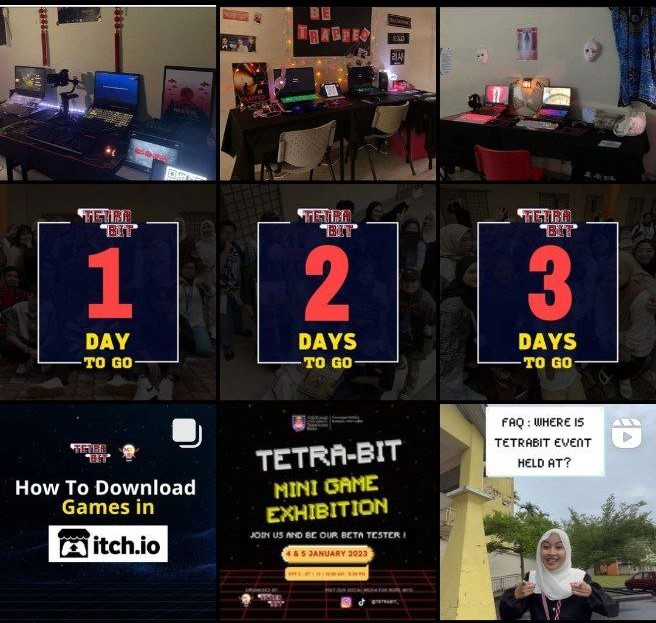 BE
TRAPPED
EXO
TETRA
BIT
1
DAY
TO GO
TETRA
BIT
2
DAYS
TO GO
TETRA
BIT
3
DAYS
TO GO
TETRA
BIT
How To Download
Games in
itch.io
TETRA-BIT
MINI GAME
EXHIBITION
JOIN US AND BE OUR BETA TESTER !
4 & 5 JANUARY 2023
@TETRABIT_
FAQ : WHERE IS
TETRABIT EVENT
HELD AT?